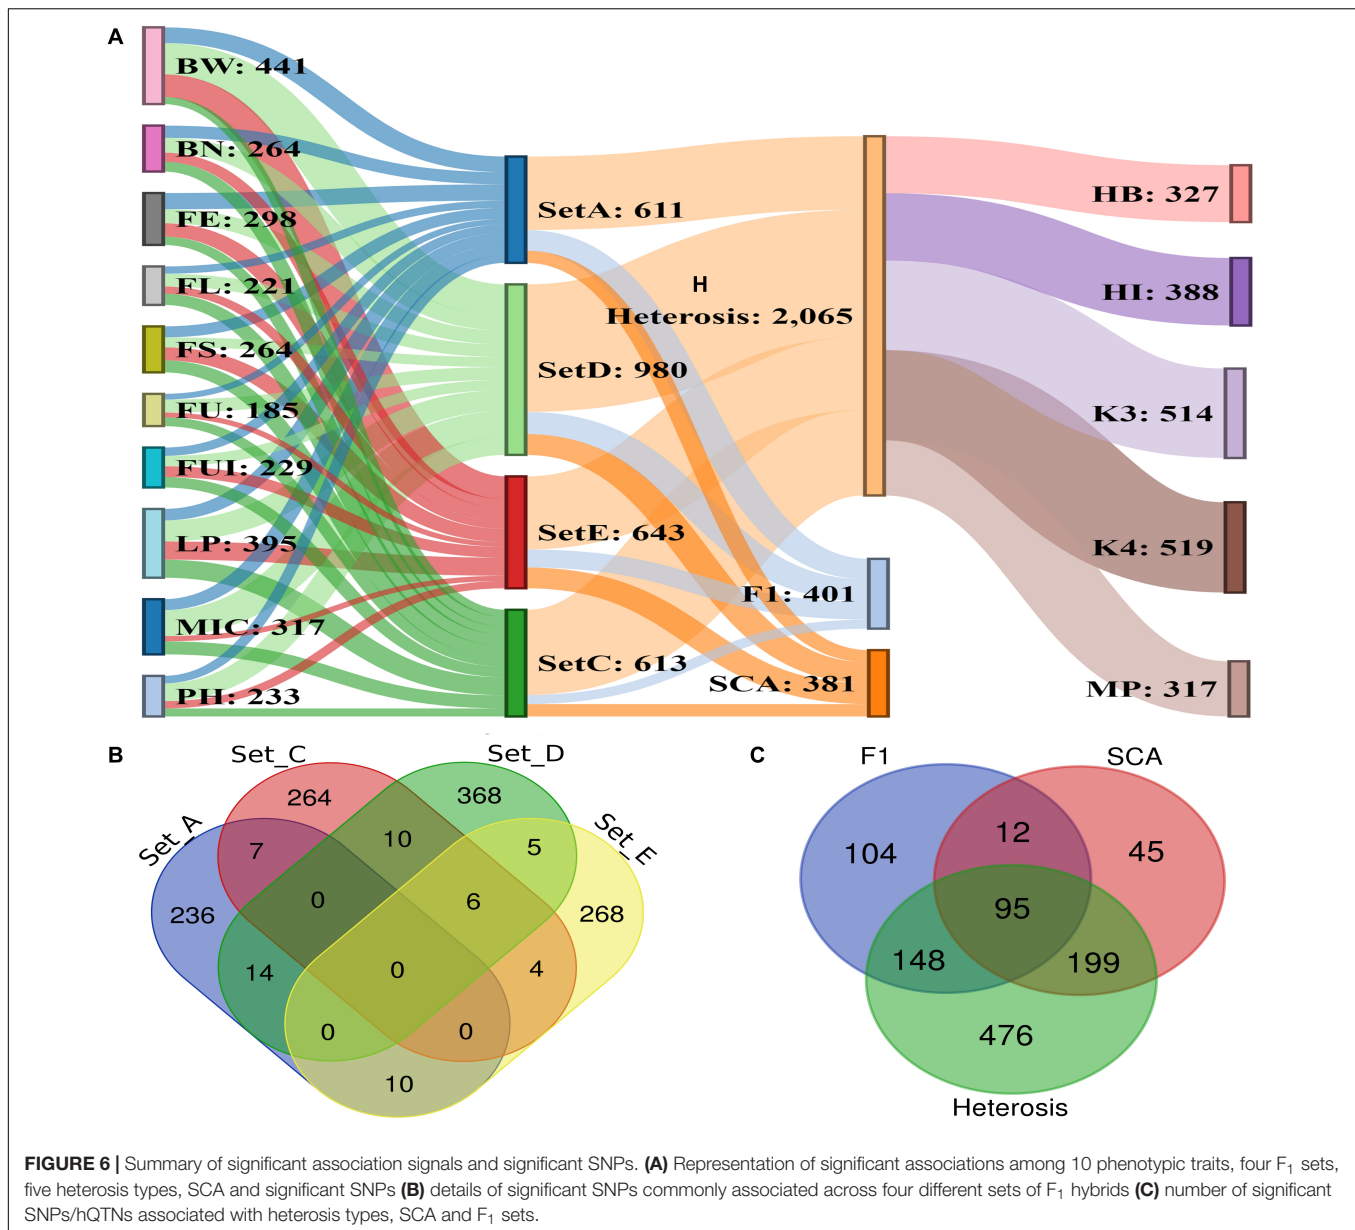 A
BW: 441
BN: 264
FE: 298
FL: 221
FS: 264
FU: 185
FUI: 229
LP: 395
MIC: 317
PH: 233
SetA: 611
SetD: 980
SetE: 643
SetC: 613
H
Heterosis: 2,065
F1: 401
SCA: 381
HB: 327
HI: 388
K3: 514
K4: 519
MP: 317
B
Set_A
Set_C
Set_D
Set_E
264
368
7
10
5
236
0
6
268
14
0
4
0
0
10
C
F1
SCA
12
104
45
95
148
199
476
Heterosis
FIGURE 6 | Summary of significant association signals and significant SNPs. (A) Representation of significant associations among 10 phenotypic traits, four F1 sets,
five heterosis types, SCA and significant SNPs (B) details of significant SNPs commonly associated across four different sets of F1 hybrids (C) number of significant
SNPs/hQTNs associated with heterosis types, SCA and F1 sets.